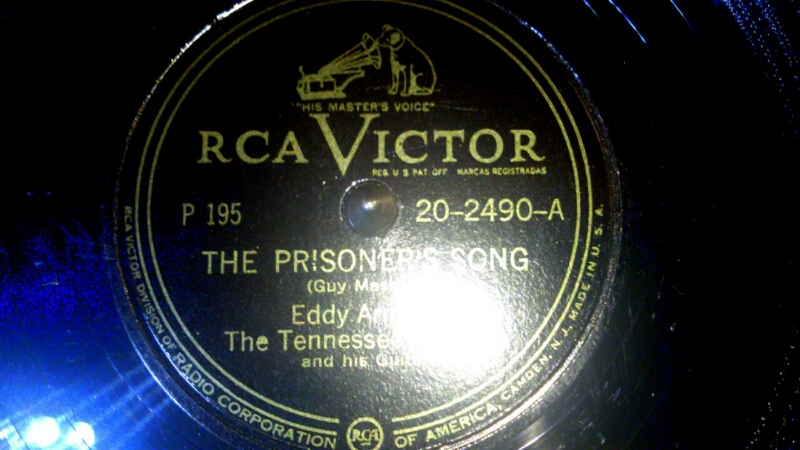 "HIS MASTER'S VOICE"
RCA VICTOR
REG. U S PAT OFF MARCAS REGISTRADAS
P 195
20-2490-A
THE PRISONER'S SONG
(Guy
Eddy
The
and his
RCA VICTOR DIVISION OF RADIO CORPORATION OF AMERICA, CAMDEN, N. J. MADE IN U. S. A.
RCA